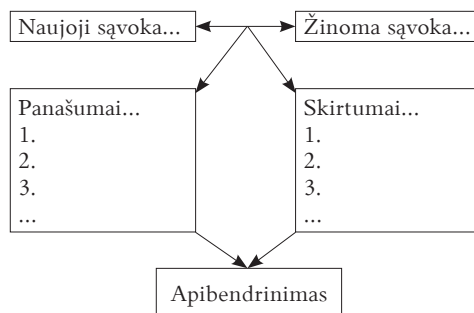 Naujoji sąvoka...
Žinoma sąvoka...
Panašumai...
1.
2.
3.
...
Skirtumai...
1.
2.
3.
...
Apibendrinimas